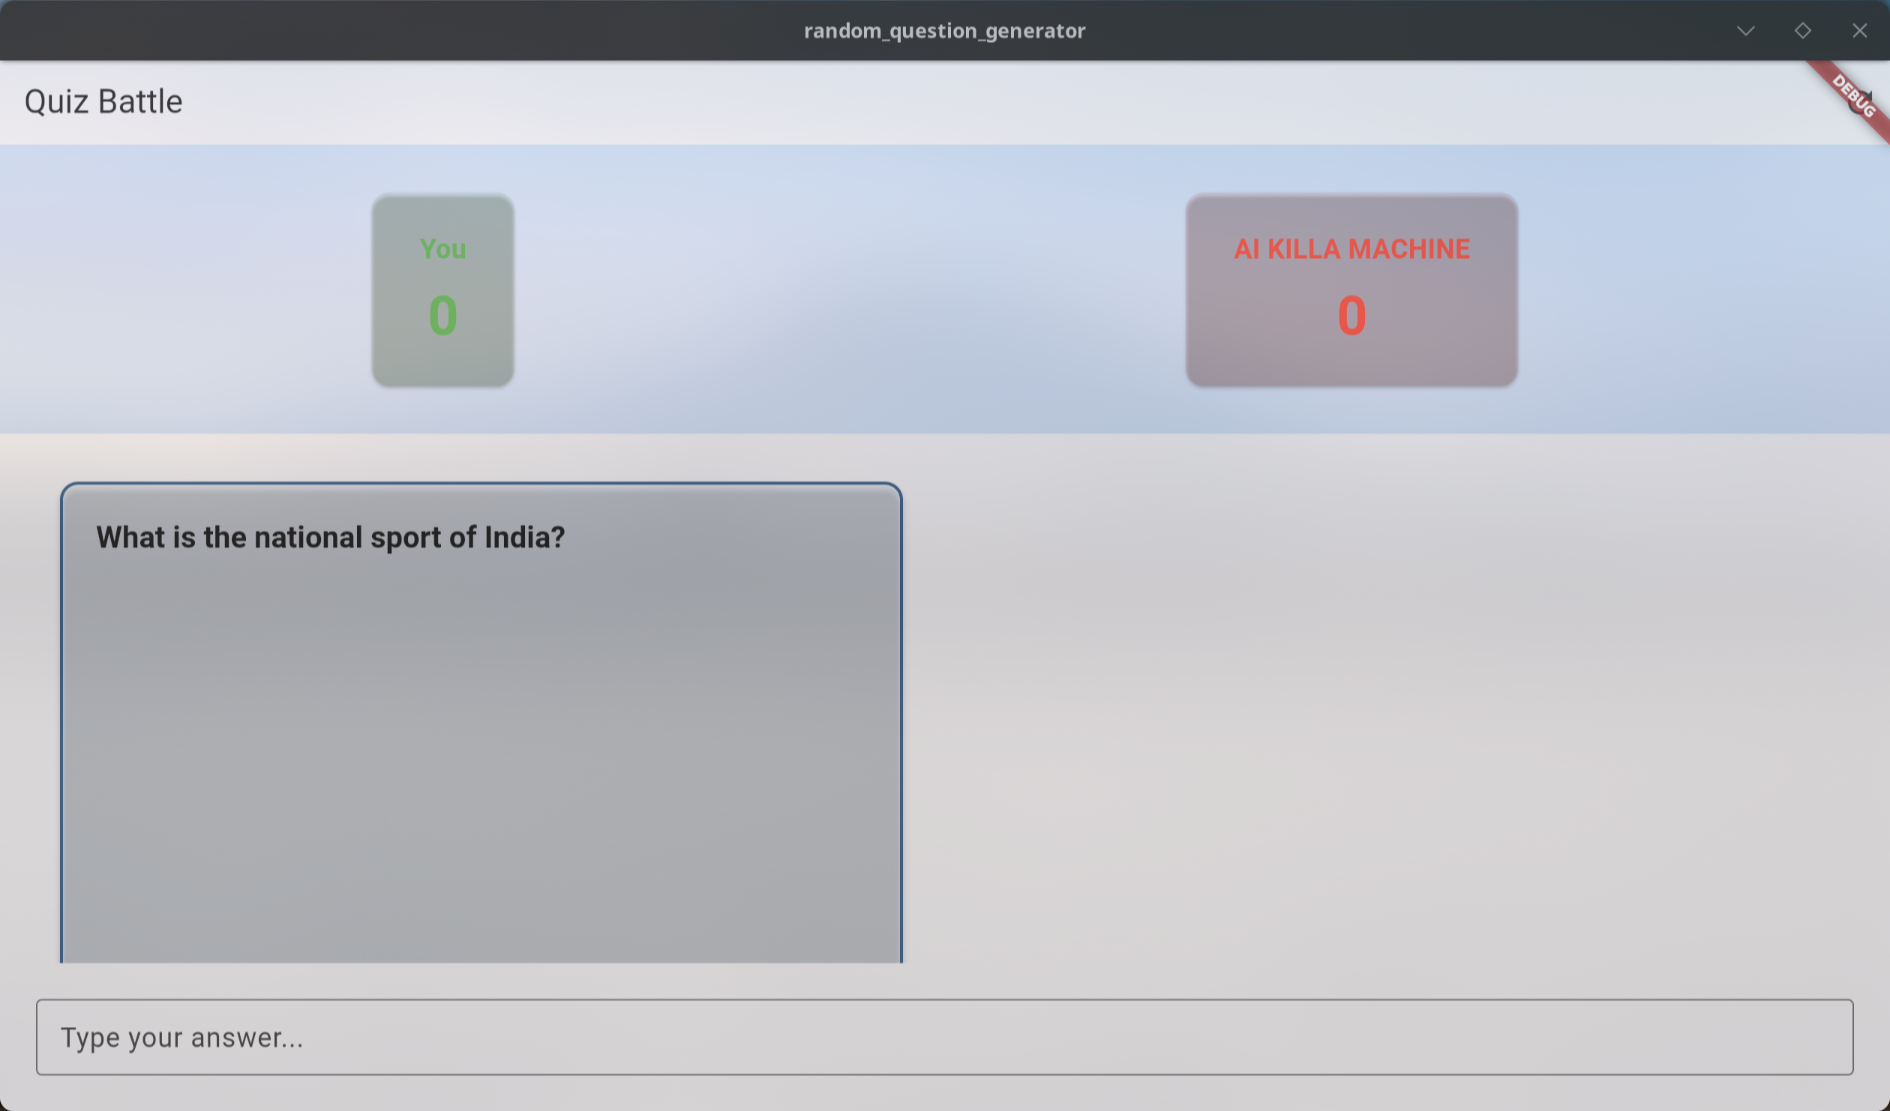 random_question_generator
Quiz Battle
DEBUG
You
AI KILLA MACHINE
0
0
What is the national sport of India?
Type your answer...